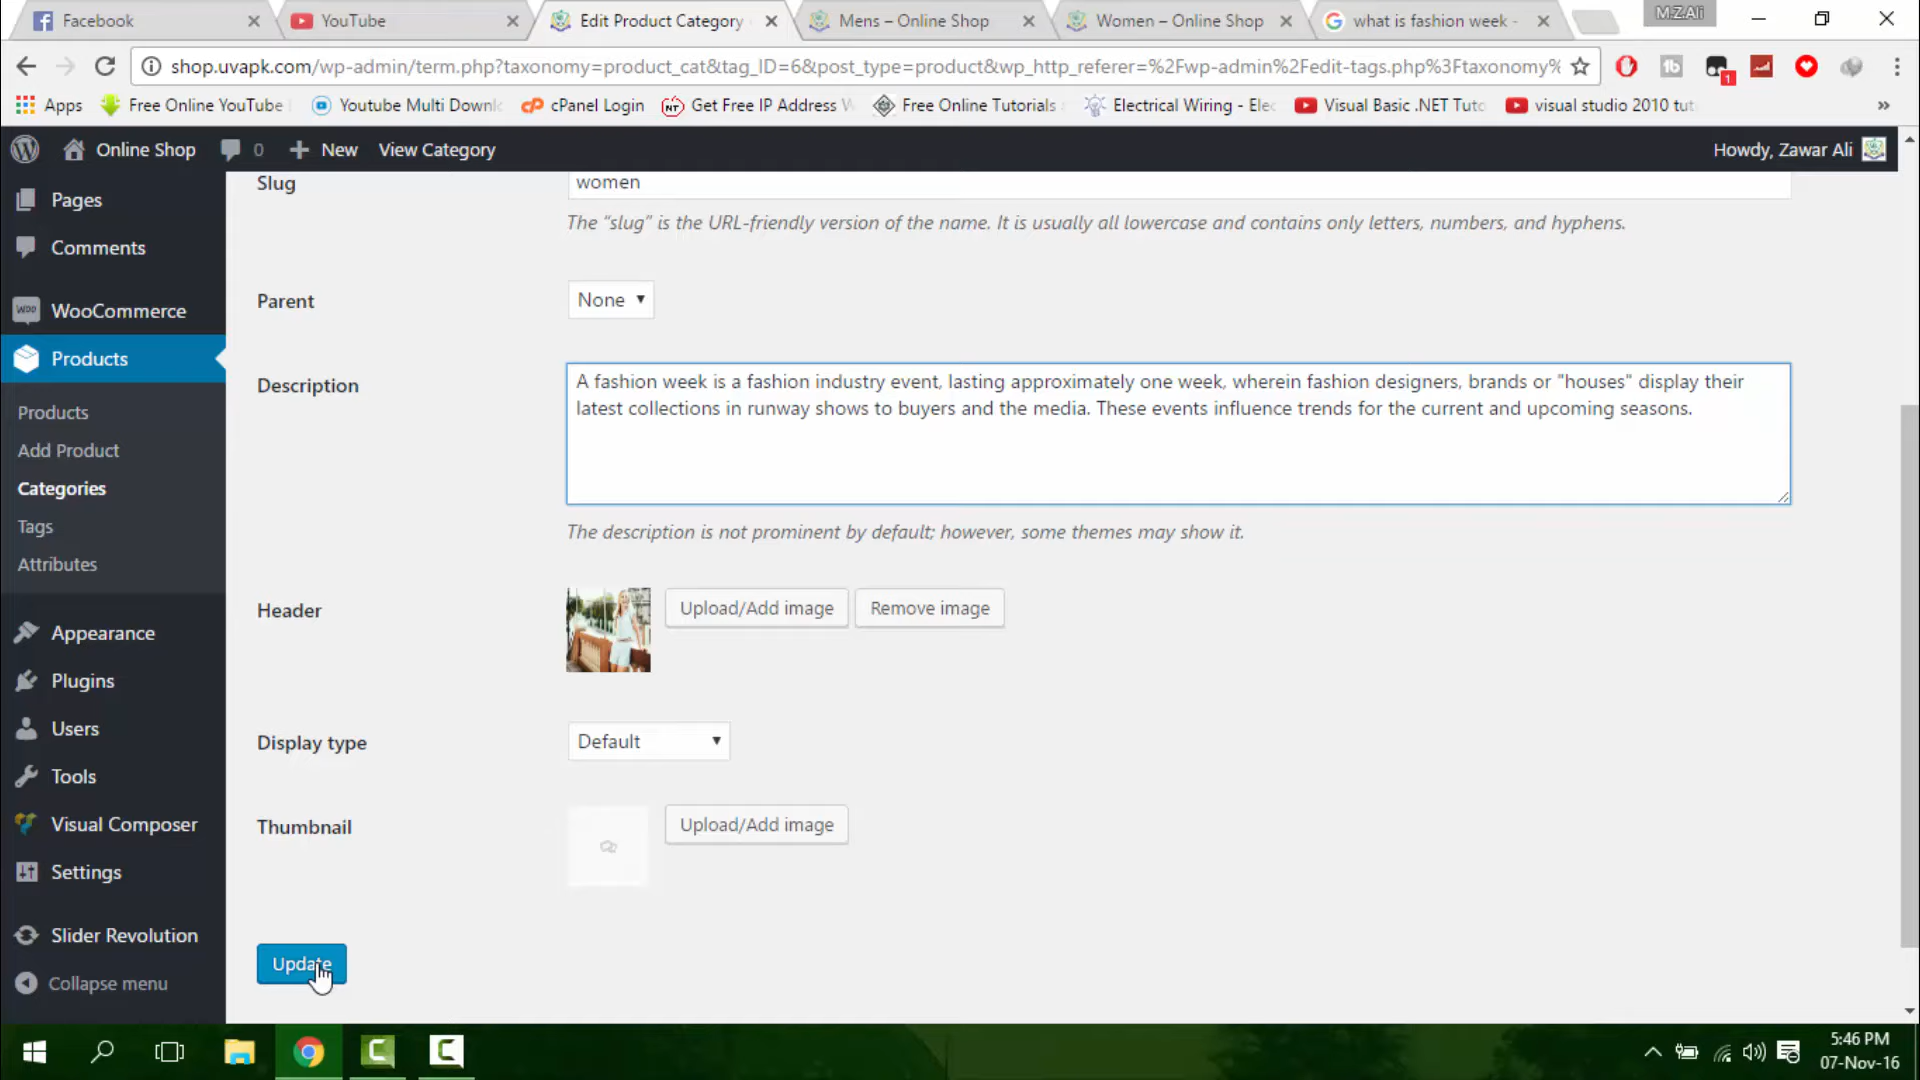 Facebook
YouTube
Edit Product Category
Mens – Online Shop
Women – Online Shop
what is fashion week -
M.Z.Ali
shop.uvapk.com/wp-admin/term.php?taxonomy=product_cat&tag_ID=6&post_type=product&wp_http_referer=%2Fwp-admin%2Fedit-tags.php%3Ftaxonomy%
1
Apps
Free Online YouTube
Youtube Multi Downl
cPanel Login
Get Free IP Address
Free Online Tutorials
Electrical Wiring - Elec
Visual Basic .NET Tuto
visual studio 2010 tut
Online Shop
0
New
View Category
Howdy, Zawar Ali
Pages
Comments
WooCommerce
Products
Products
Add Product
Categories
Tags
Attributes
Appearance
Plugins
Users
Tools
Visual Composer
Settings
Slider Revolution
Collapse menu
Slug
women
The “slug” is the URL-friendly version of the name. It is usually all lowercase and contains only letters, numbers, and hyphens.
Parent
None
Description
A fashion week is a fashion industry event, lasting approximately one week, wherein fashion designers, brands or "houses" display their
latest collections in runway shows to buyers and the media. These events influence trends for the current and upcoming seasons.
The description is not prominent by default; however, some themes may show it.
Header
Upload/Add image
Remove image
Display type
Default
Thumbnail
Upload/Add image
Update
5:46 PM
07-Nov-16